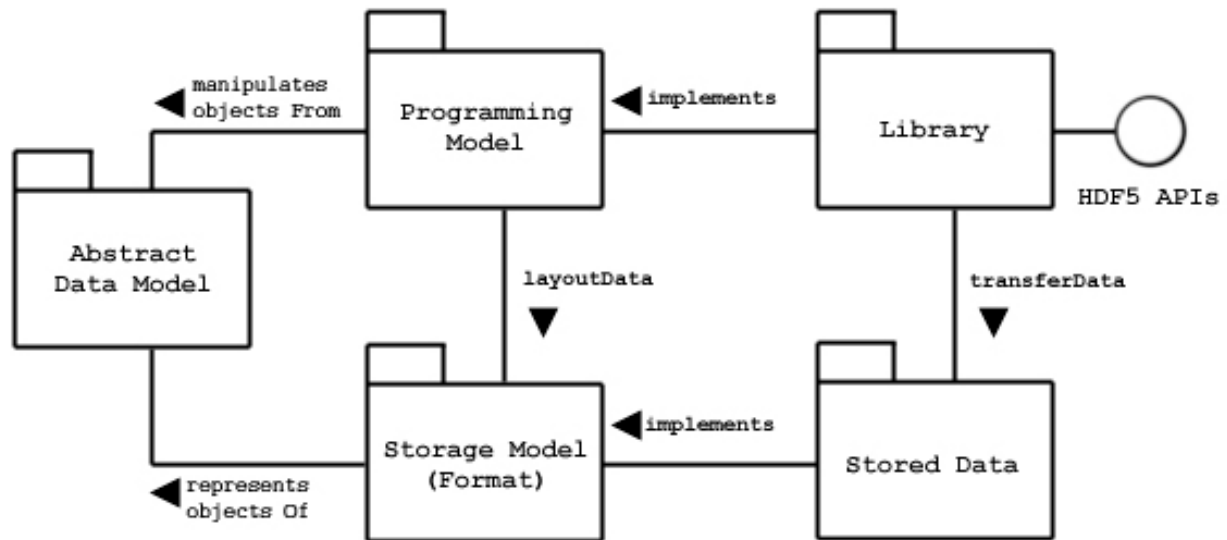 manipulates
objects From
Programming
Model
implements
Library
HDF5 APIs
Abstract
Data Model
layoutData
transferData
Storage Model
(Format)
implements
Stored Data
represents
objects Of